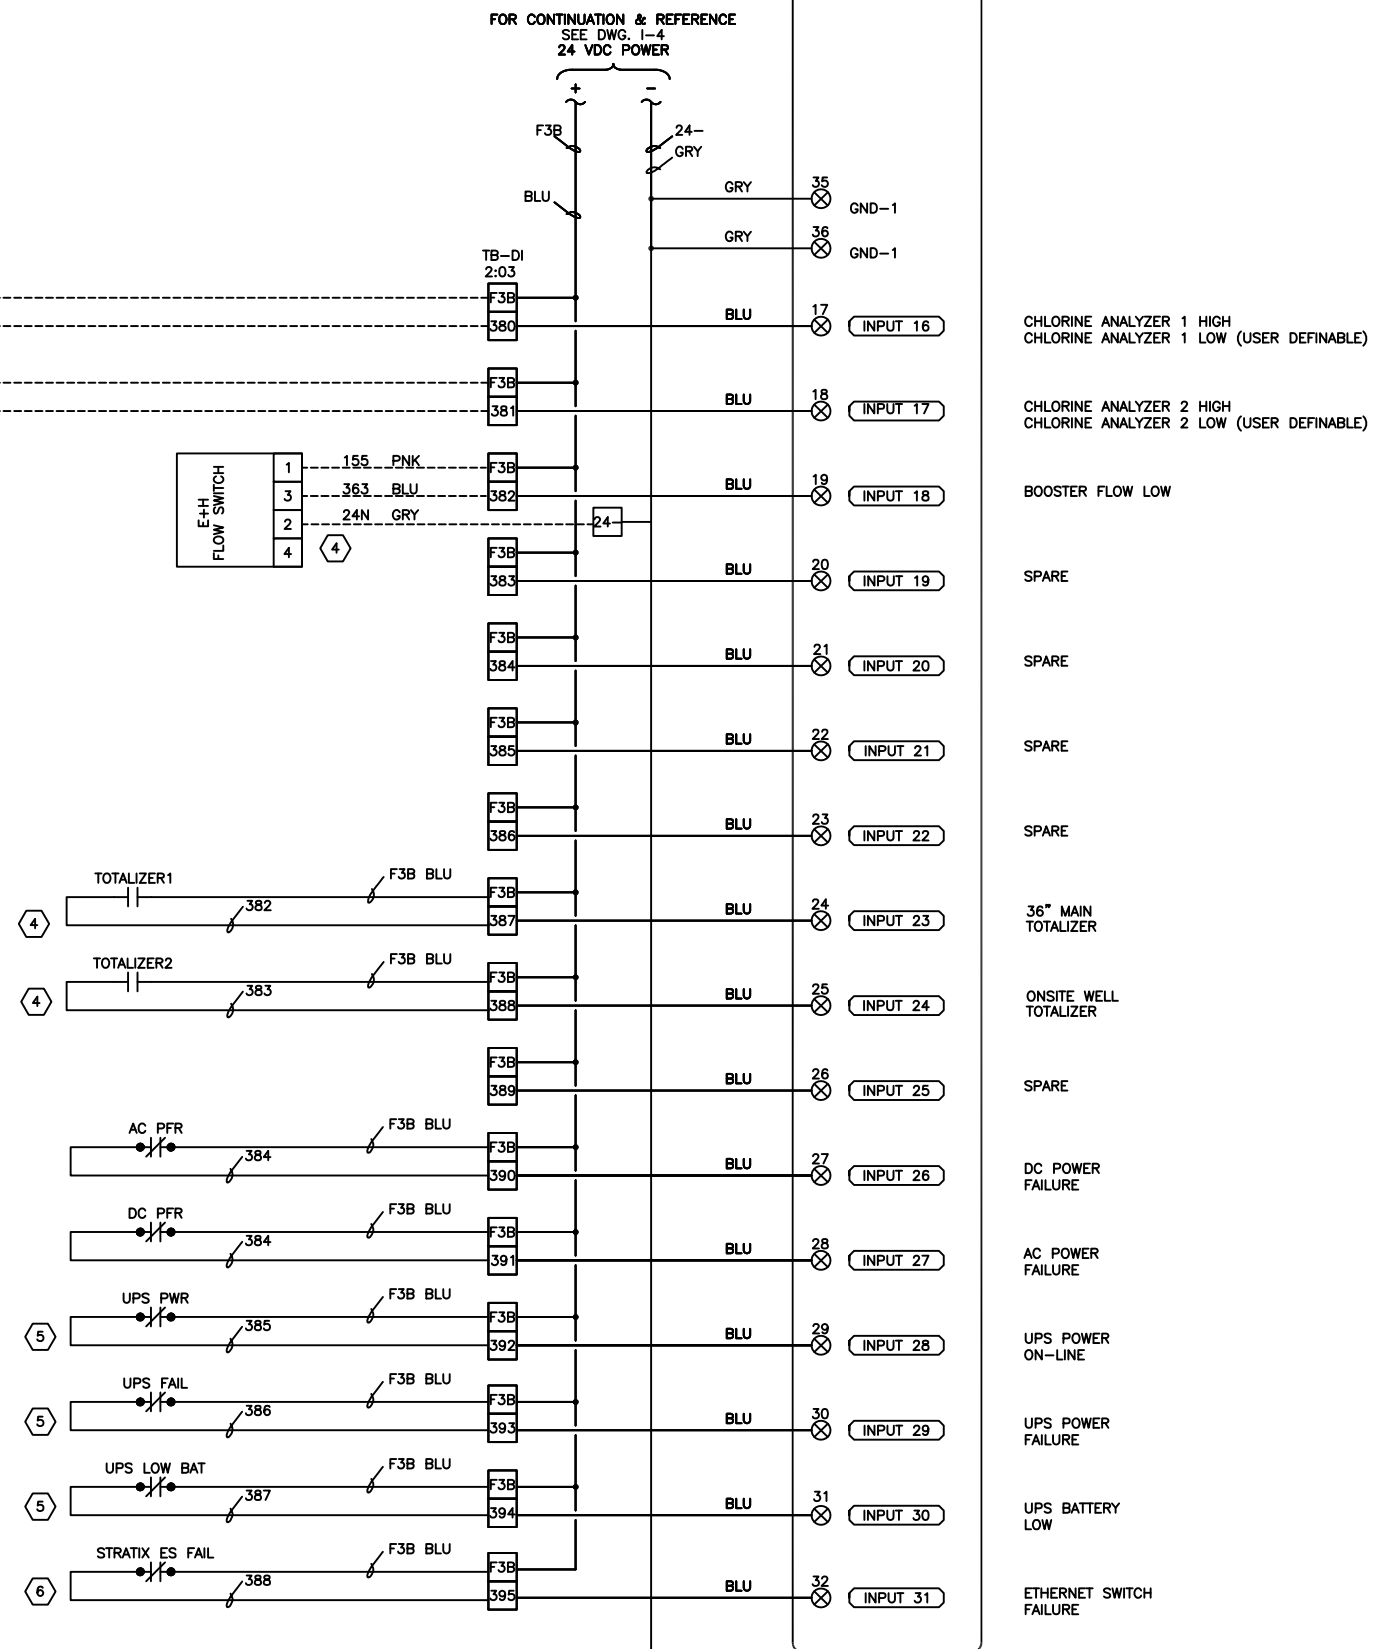 FOR CONTINUATION & REFERENCE
SEE DWG. I-4
24 VDC POWER
+ -
F3B 24-
GRY
BLU
GRY 35 GND-1
GRY 36 GND-1
TB-DI
2:03
F3B
380 BLU 17 INPUT 16
CHLORINE ANALYZER 1 HIGH
CHLORINE ANALYZER 1 LOW (USER DEFINABLE)
F3B
381 BLU 18 INPUT 17
CHLORINE ANALYZER 2 HIGH
CHLORINE ANALYZER 2 LOW (USER DEFINABLE)
E+H
FLOW SWITCH
1 155 PNK F3B
3 363 BLU 382 BLU 19 INPUT 18 BOOSTER FLOW LOW
2 24N GRY 24-
4 4
F3B
383 BLU 20 INPUT 19 SPARE
F3B
384 BLU 21 INPUT 20 SPARE
F3B
385 BLU 22 INPUT 21 SPARE
F3B
386 BLU 23 INPUT 22 SPARE
TOTALIZER1 F3B BLU F3B
4 382 387 BLU 24 INPUT 23
36" MAIN
TOTALIZER
TOTALIZER2 F3B BLU F3B
4 383 388 BLU 25 INPUT 24
ONSITE WELL
TOTALIZER
F3B
389 BLU 26 INPUT 25 SPARE
AC PFR F3B BLU F3B
384 390 BLU 27 INPUT 26
DC POWER
FAILURE
DC PFR F3B BLU F3B
384 391 BLU 28 INPUT 27
AC POWER
FAILURE
UPS PWR F3B BLU F3B
5 385 392 BLU 29 INPUT 28
UPS POWER
ON-LINE
UPS FAIL F3B BLU F3B
5 386 393 BLU 30 INPUT 29
UPS POWER
FAILURE
UPS LOW BAT F3B BLU F3B
5 387 394 BLU 31 INPUT 30
UPS BATTERY
LOW
STRATIX ES FAIL F3B BLU F3B
6 388 395 BLU 32 INPUT 31
ETHERNET SWITCH
FAILURE